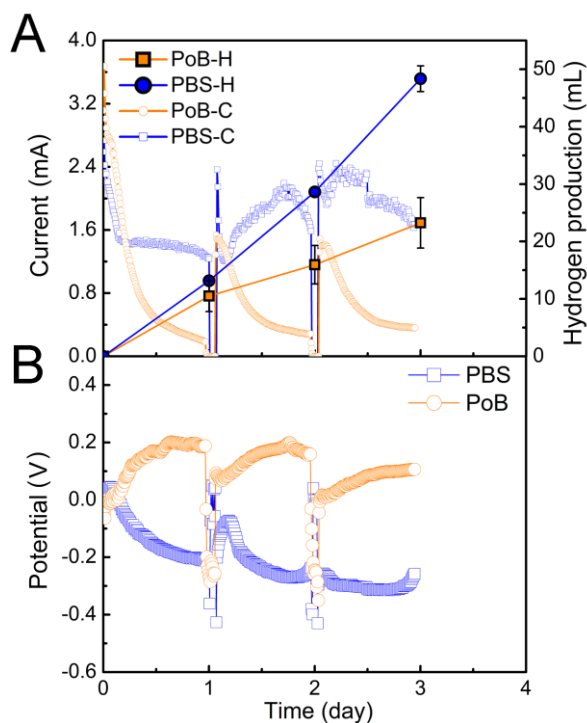 A
4.0
3.2
2.4
1.6
0.8
0.0
Current (mA)
PoB-H
PBS-H
PoB-C
PBS-C
50
40
30
20
10
0
Hydrogen production (mL)
B
0.4
0.2
0.0
-0.2
-0.4
-0.6
Potential (V)
PBS
PoB
0 1 2 3 4
Time (day)